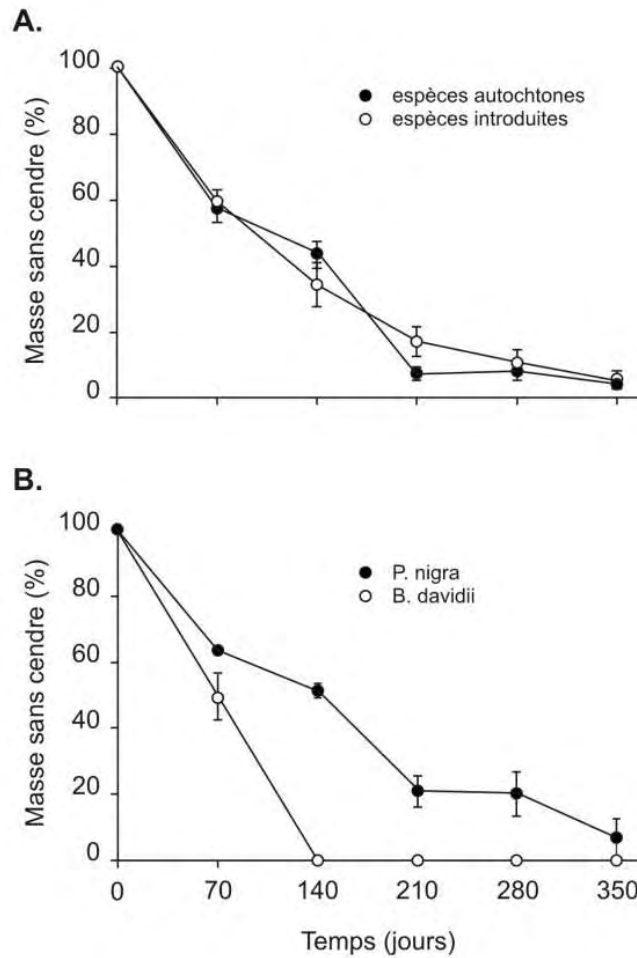 A.
100
80
60
40
20
0
Masse sans cendre (%)
espèces autochtones
espèces introduites
B.
100
80
60
40
20
0
Masse sans cendre (%)
P. nigra
B. davidii
0 70 140 210 280 350
Temps (jours)